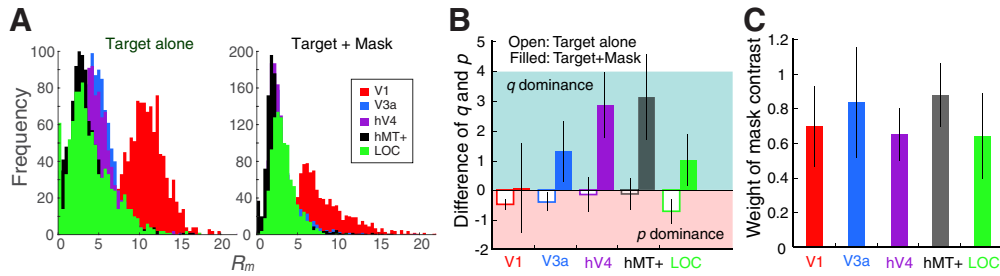 A
Target alone
Target + Mask
Frequency
100
80
60
40
20
0
200
160
120
80
40
0
V1
V3a
hV4
hMT+
LOC
0 5 10 15 20
0 5 10 15 20
Rm
B
Difference of q and p
5
4
3
2
1
0
-1
-2
Open: Target alone
Filled: Target+Mask
q dominance
p dominance
V1 V3a hV4 hMT+ LOC
C
Weight of mask contrast
1.2
1
0.8
0.6
0.4
0.2
0
V1 V3a hV4 hMT+ LOC